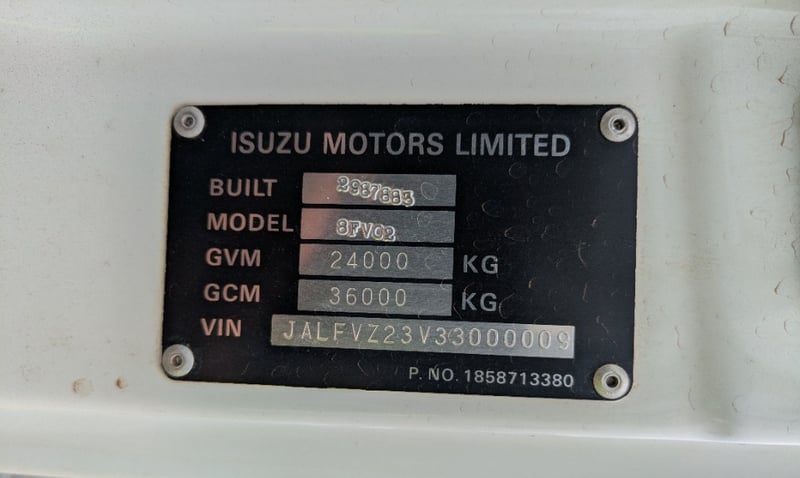 ISUZU MOTORS LIMITED
BUILT 2987883
MODEL 8FV02
GVM 24000 KG
GCM 36000 KG
VIN JALFVZ23V33000009
P. NO. 1858713380